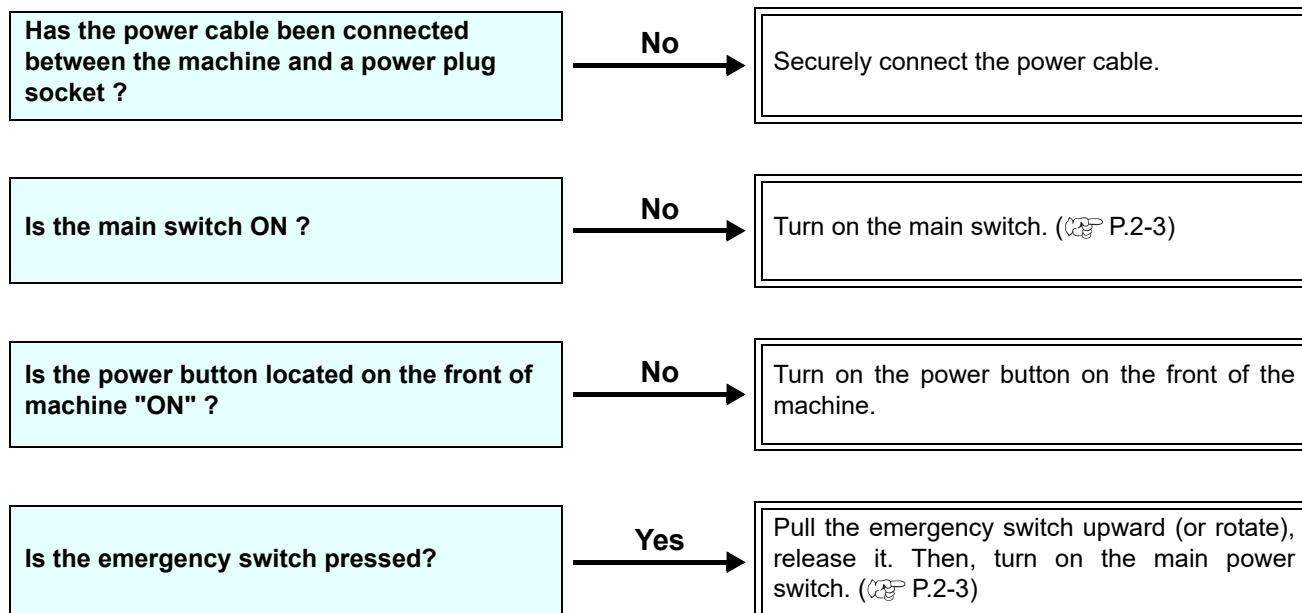 Has the power cable been connected
between the machine and a power plug
socket ?
No
Securely connect the power cable.
Is the main switch ON ?
No
Turn on the main switch. (☞ P.2-3)
Is the power button located on the front of
machine "ON" ?
No
Turn on the power button on the front of the
machine.
Is the emergency switch pressed?
Yes
Pull the emergency switch upward (or rotate),
release it. Then, turn on the main power
switch. (☞ P.2-3)